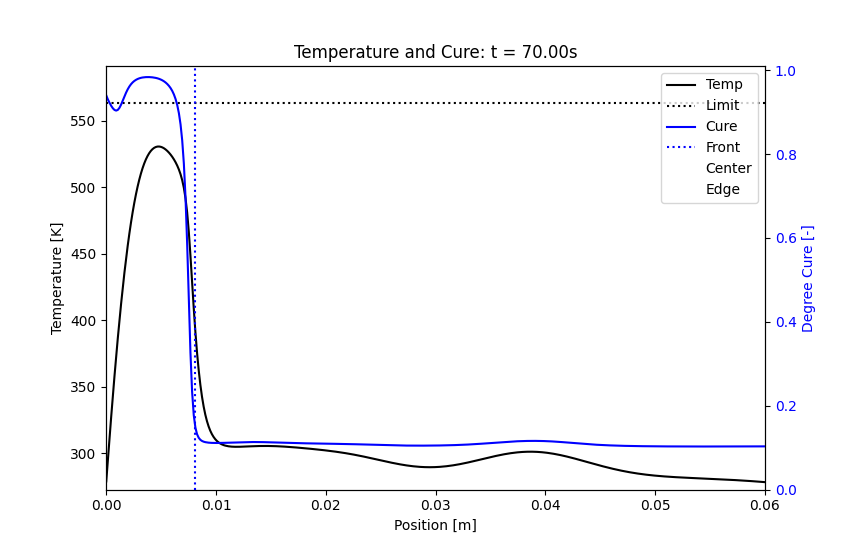 Temperature and Cure: t = 70.00s
Temp
Limit
Cure
Front
Center
Edge
Temperature [K]
550
500
450
400
350
300
Degree Cure [-]
1.0
0.8
0.6
0.4
0.2
0.0
0.00 0.01 0.02 0.03 0.04 0.05 0.06
Position [m]